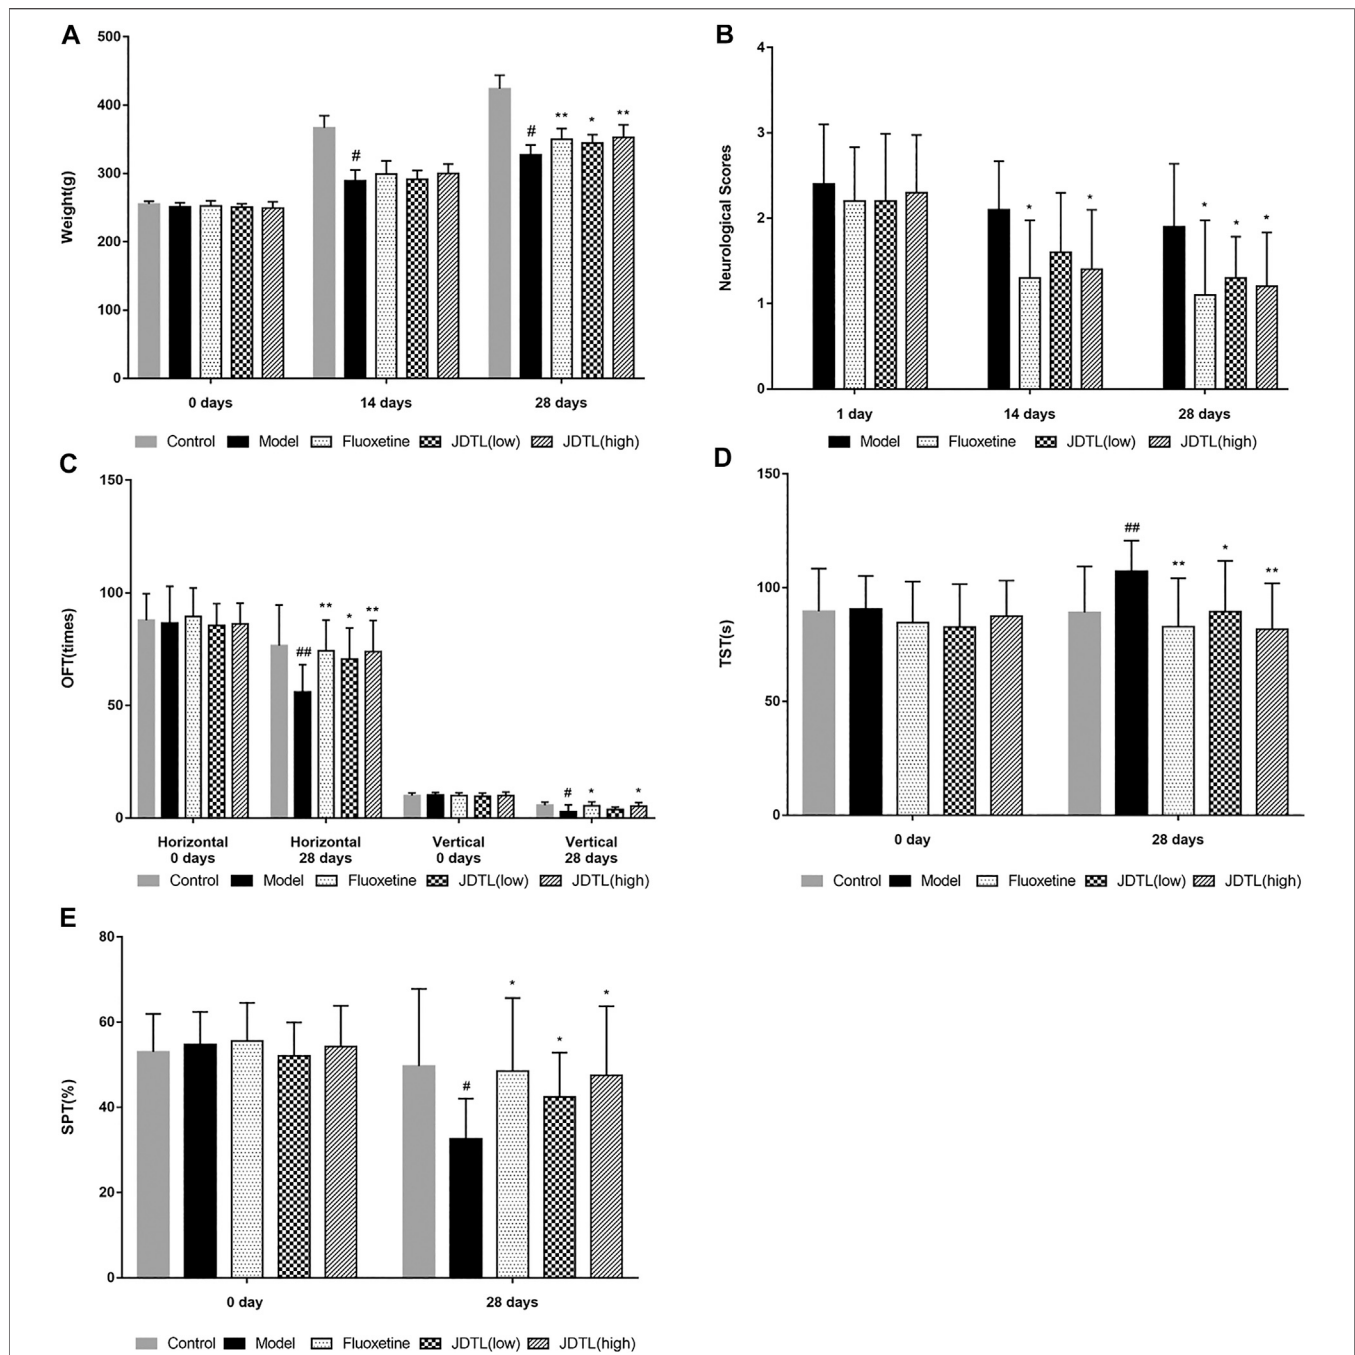 A
500
400
300
200
100
0
Weight(g)
#
#
**
*
**
0 days
14 days
28 days
Control Model Fluoxetine JDTL(low) JDTL(high)
B
4
3
2
1
0
Neurological Scores
*
*
*
*
*
1 day
14 days
28 days
Model Fluoxetine JDTL(low) JDTL(high)
C
150
100
50
0
OFT(times)
##
**
*
**
#
*
*
Horizontal
0 days
Horizontal
28 days
Vertical
0 days
Vertical
28 days
Control Model Fluoxetine JDTL(low) JDTL(high)
D
150
100
50
0
TST(s)
##
**
*
**
0 day
28 days
Control Model Fluoxetine JDTL(low) JDTL(high)
E
80
60
40
20
0
SPT(%)
#
*
*
*
0 day
28 days
Control Model Fluoxetine JDTL(low) JDTL(high)